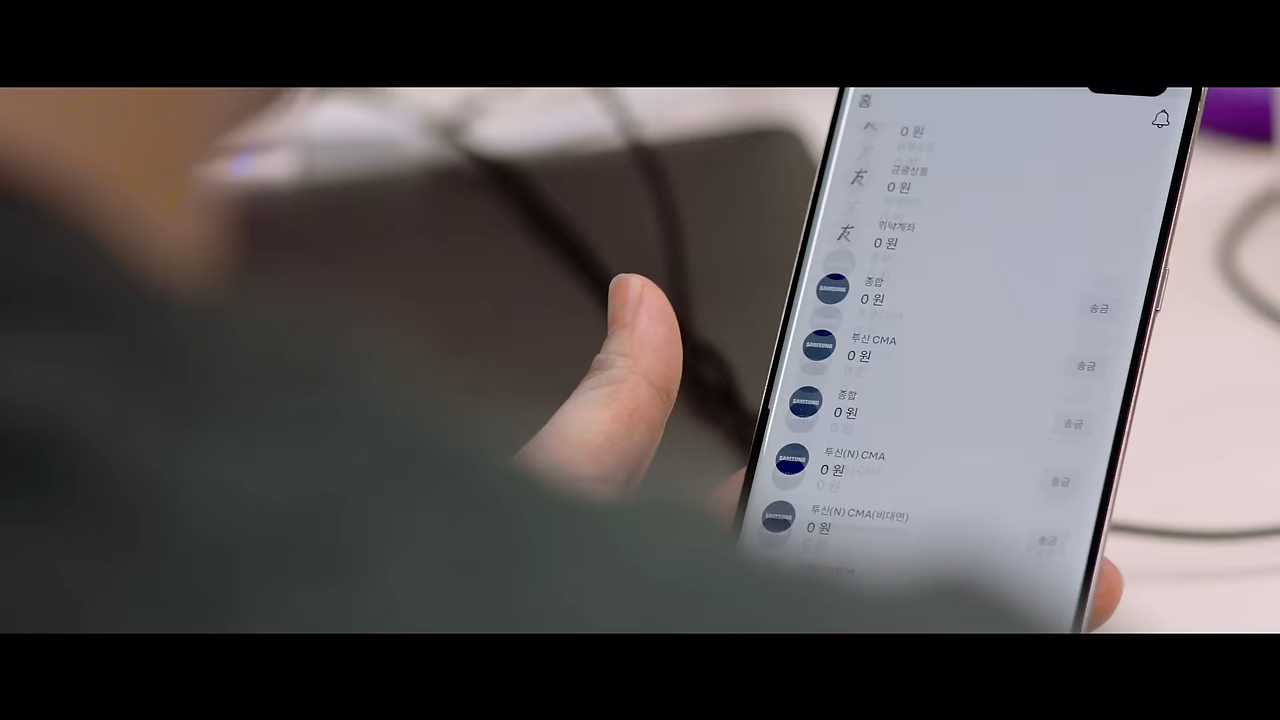 홈
0 원
금융상품
0 원
위탁계좌
0 원
SAMSUNG
종합
0 원
송금
SAMSUNG
투신 CMA
0 원
송금
SAMSUNG
종합
0 원
송금
SAMSUNG
투신(N) CMA
0 원
송금
SAMSUNG
투신(N) CMA(비대면)
0 원
송금